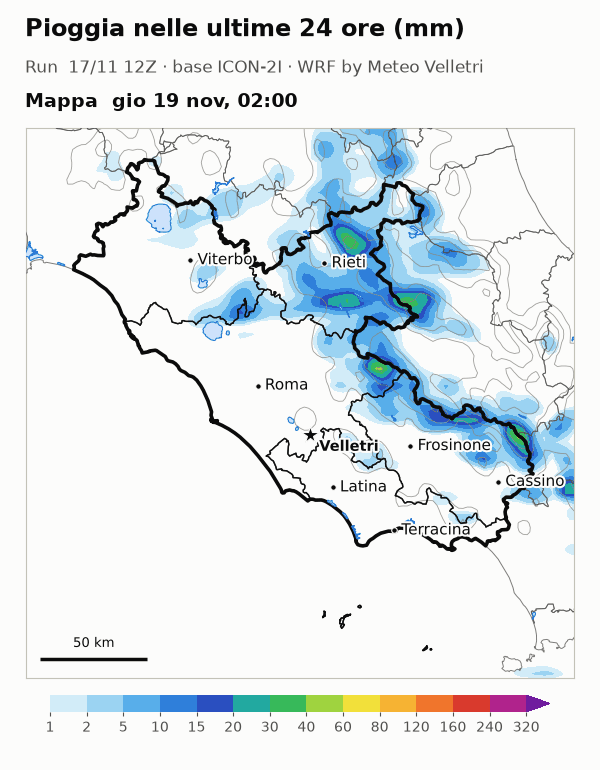 Pioggia nelle ultime 24 ore (mm)
Run 17/11 12Z · base ICON-2I · WRF by Meteo Velletri
Mappa gio 19 nov, 02:00
Viterbo
Rieti
Roma
Velletri
Frosinone
Latina
Cassino
Terracina
50 km
1 2 5 10 15 20 30 40 60 80 120 160 240 320